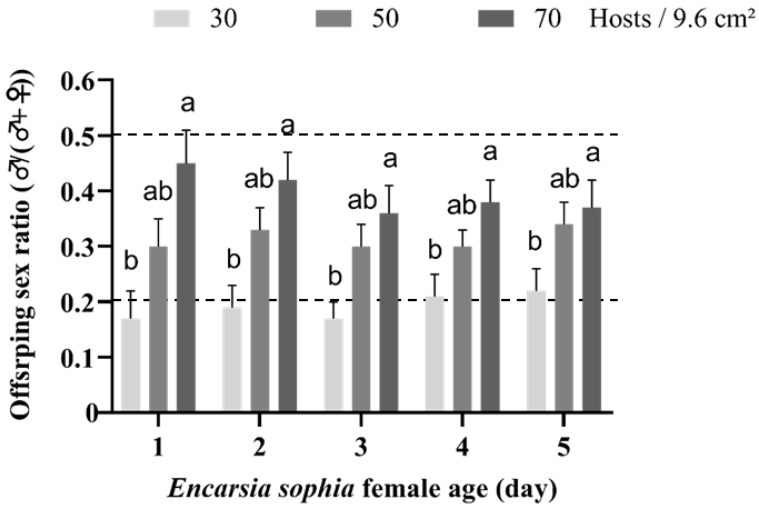 30 50 70 Hosts / 9.6 cm²
Offsrping sex ratio (♂/(♂+♀))
0.6
0.5
0.4
0.3
0.2
0.1
0
b ab a
b ab a
b ab a
b ab a
b ab a
1 2 3 4 5
Encarsia sophia female age (day)